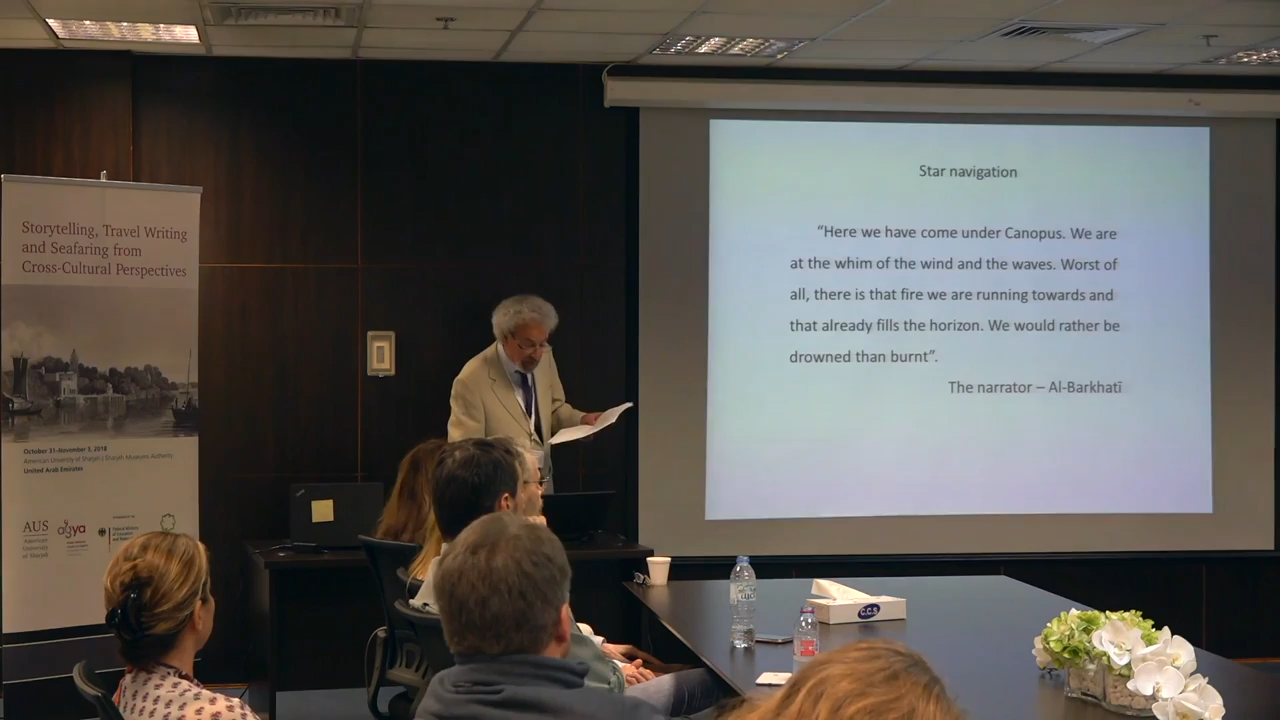 Storytelling, Travel Writing
and Seafaring from
Cross-Cultural Perspectives
October 31-November 3, 2018
American University of Sharjah | Sharjah Museums Authority
United Arab Emirates
AUS
American
University
of Sharjah
agya
Star navigation
“Here we have come under Canopus. We are
at the whim of the wind and the waves. Worst of
all, there is that fire we are running towards and
that already fills the horizon. We would rather be
drowned than burnt”.
The narrator – Al-Barkhatī
C.C.S.